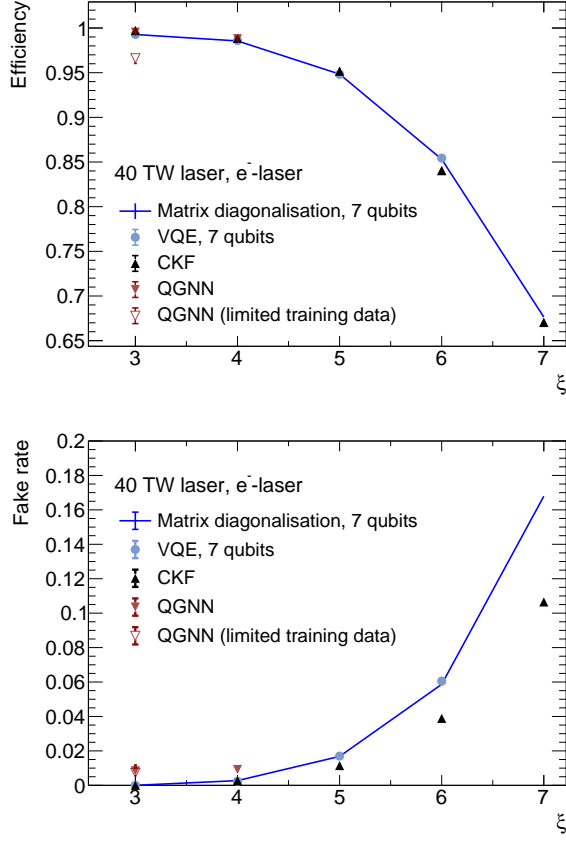 Efficiency
1
0.95
0.9
0.85
0.8
0.75
0.7
0.65
40 TW laser, e⁻-laser
Matrix diagonalisation, 7 qubits
VQE, 7 qubits
CKF
QGNN
QGNN (limited training data)
3 4 5 6 7
ξ
Fake rate
0.2
0.18
0.16
0.14
0.12
0.1
0.08
0.06
0.04
0.02
0
40 TW laser, e⁻-laser
Matrix diagonalisation, 7 qubits
VQE, 7 qubits
CKF
QGNN
QGNN (limited training data)
3 4 5 6 7
ξ